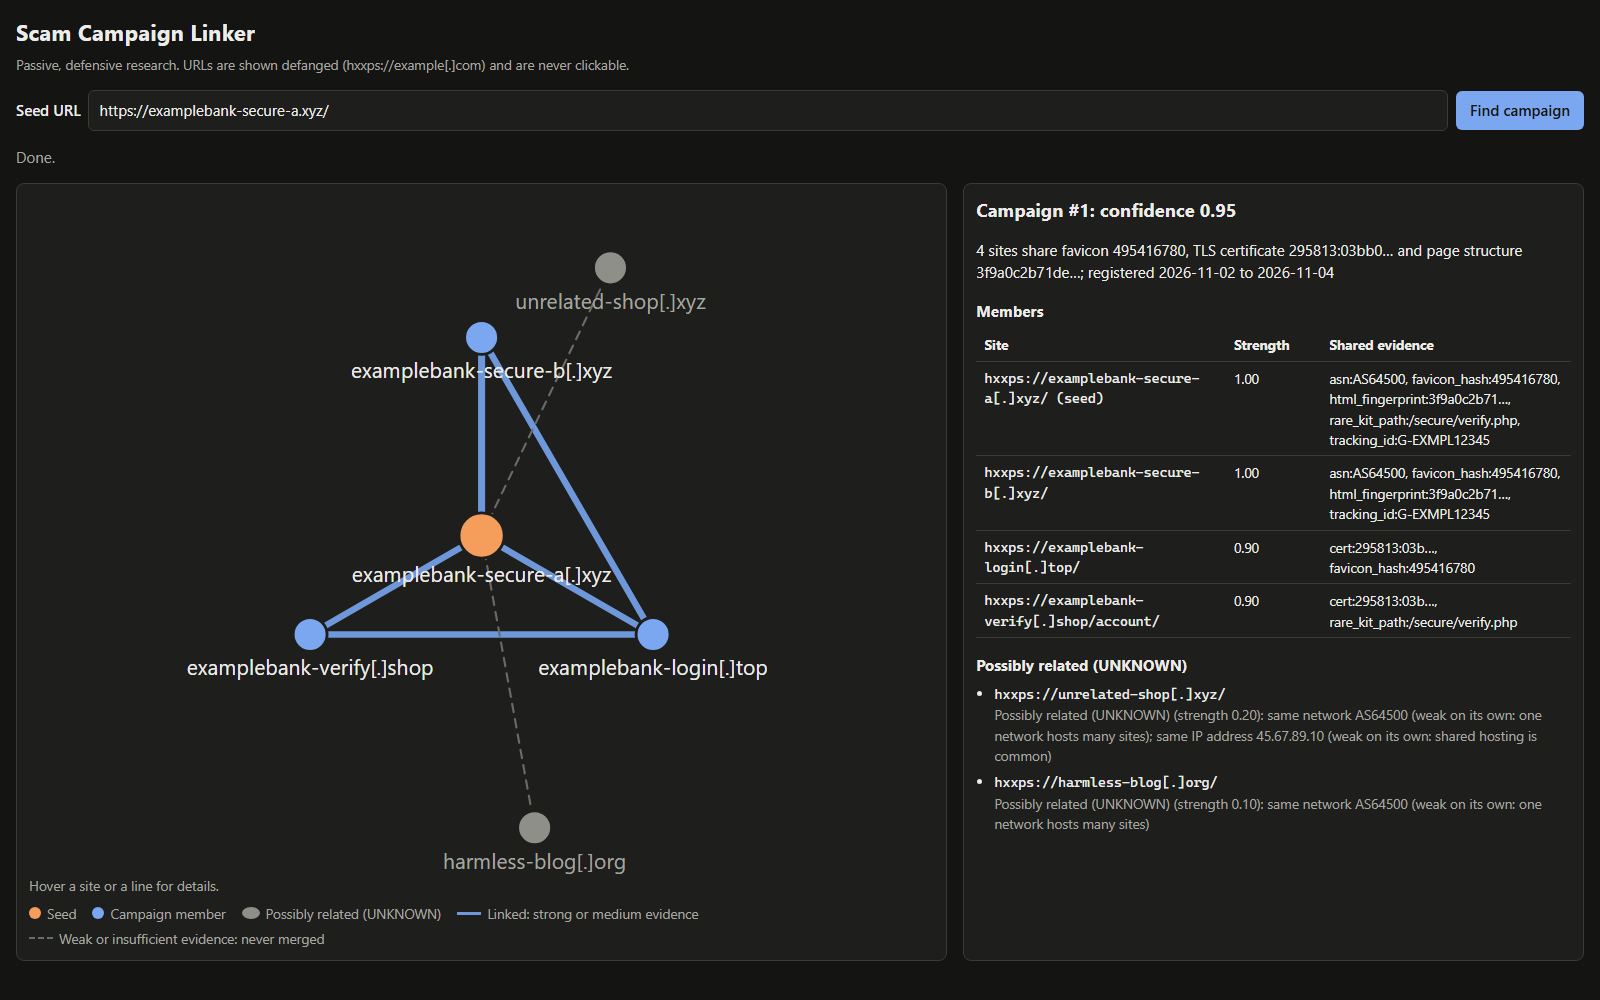 Scam Campaign Linker
Passive, defensive research. URLs are shown defanged (hxxps://example[.]com) and are never clickable.
Seed URL
https://examplebank-secure-a.xyz/
Find campaign
Done.
unrelated-shop[.]xyz
examplebank-secure-b[.]xyz
examplebank-secure-a[.]xyz
examplebank-verify[.]shop
examplebank-login[.]top
harmless-blog[.]org
Hover a site or a line for details.
Seed
Campaign member
Possibly related (UNKNOWN)
Linked: strong or medium evidence
Weak or insufficient evidence: never merged
Campaign #1: confidence 0.95
4 sites share favicon 495416780, TLS certificate 295813:03bb0... and page structure
3f9a0c2b71de...; registered 2026-11-02 to 2026-11-04
Members
Site Strength Shared evidence
hxxps://examplebank-secure-
a[.]xyz/ (seed)
1.00
asn:AS64500, favicon_hash:495416780,
html_fingerprint:3f9a0c2b71...,
rare_kit_path:/secure/verify.php,
tracking_id:G-EXMPL12345
hxxps://examplebank-secure-
b[.]xyz/
1.00
asn:AS64500, favicon_hash:495416780,
html_fingerprint:3f9a0c2b71...,
tracking_id:G-EXMPL12345
hxxps://examplebank-
login[.]top/
0.90
cert:295813:03b...,
favicon_hash:495416780
hxxps://examplebank-
verify[.]shop/account/
0.90
cert:295813:03b...,
rare_kit_path:/secure/verify.php
Possibly related (UNKNOWN)
• hxxps://unrelated-shop[.]xyz/
Possibly related (UNKNOWN) (strength 0.20): same network AS64500 (weak on its own: one
network hosts many sites); same IP address 45.67.89.10 (weak on its own: shared hosting is
common)
• hxxps://harmless-blog[.]org/
Possibly related (UNKNOWN) (strength 0.10): same network AS64500 (weak on its own: one
network hosts many sites)